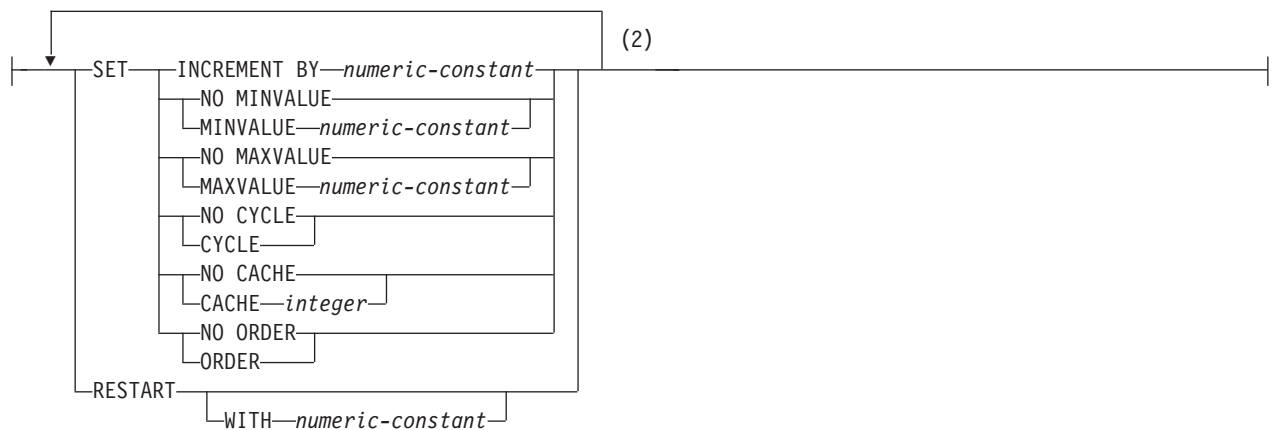 (2)
SET INCREMENT BY numeric-constant
NO MINVALUE
MINVALUE numeric-constant
NO MAXVALUE
MAXVALUE numeric-constant
NO CYCLE
CYCLE
NO CACHE
CACHE integer
NO ORDER
ORDER
RESTART
WITH numeric-constant